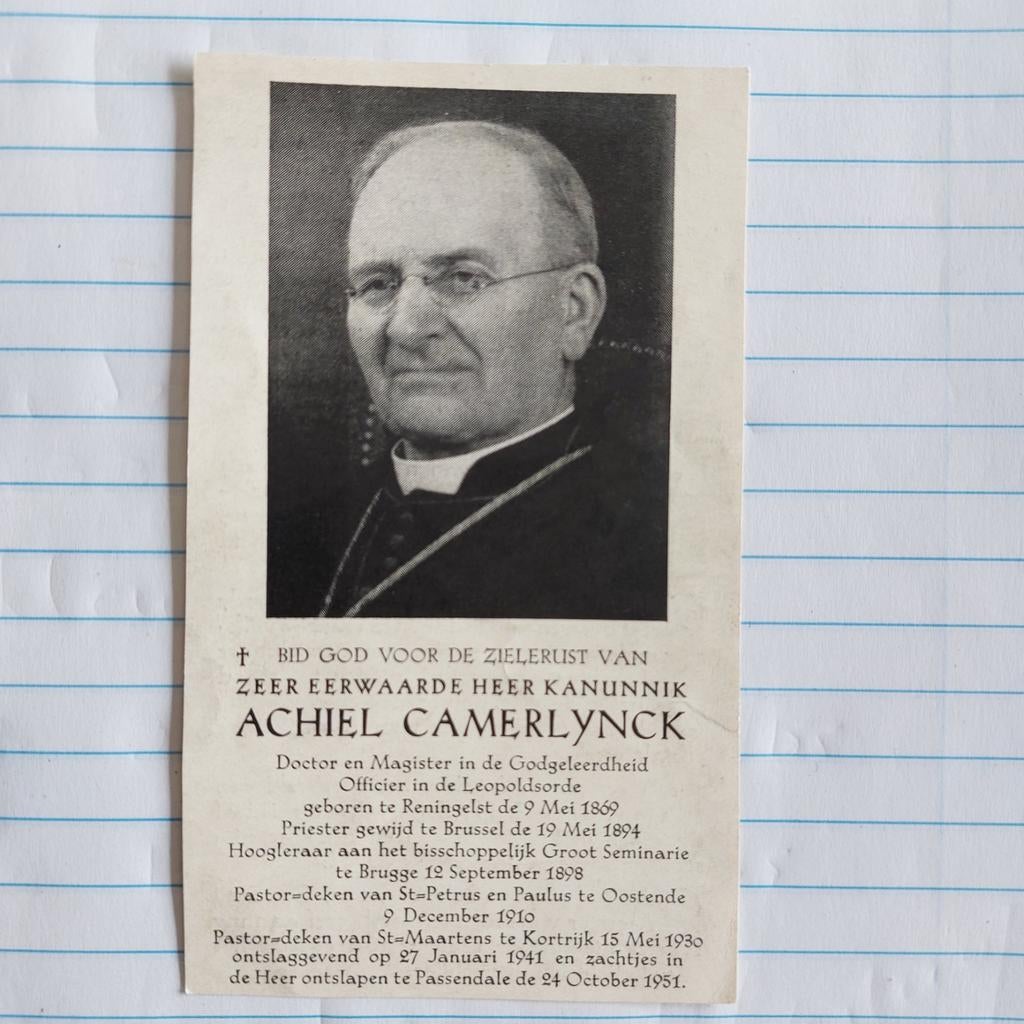 ✝ BID GOD VOOR DE ZIELERUST VAN
ZEER EERWAARDE HEER KANUNNIK
ACHIEL CAMERLYNCK
Doctor en Magister in de Godgeleerdheid
Officier in de Leopoldsorde
geboren te Reningelst de 9 Mei 1869
Priester gewijd te Brussel de 19 Mei 1894
Hoogleraar aan het bisschoppelijk Groot Seminarie
te Brugge 12 September 1898
Pastor=deken van St=Petrus en Paulus te Oostende
9 December 1910
Pastor=deken van St=Maartens te Kortrijk 15 Mei 1930
ontslaggevend op 27 Januari 1941 en zachtjes in
de Heer ontslapen te Passendale de 24 October 1951.